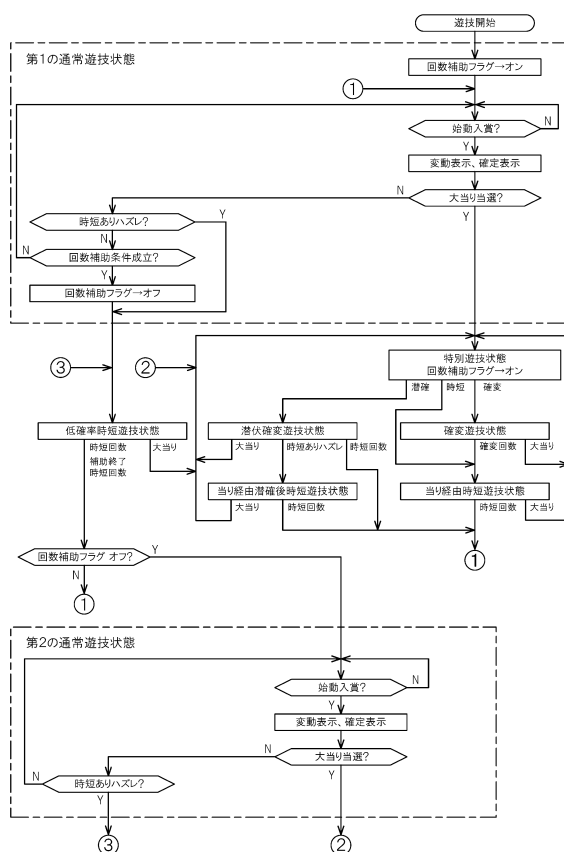 遊技開始
第1の通常遊技状態
回数補助フラグ→オン
①
始動入賞?
N
Y
変動表示、確定表示
大当り当選?
N
Y
時短ありハズレ?
Y
N
回数補助条件成立?
N
Y
回数補助フラグ→オフ
③
②
特別遊技状態
回数補助フラグ→オン
潜確
時短
確変
低確率時短遊技状態
時短回数
補助終了
時短回数
大当り
潜伏確変遊技状態
大当り
時短ありハズレ
時短回数
確変遊技状態
確変回数
大当り
当り経由潜確後時短遊技状態
大当り
時短回数
当り経由時短遊技状態
時短回数
大当り
①
回数補助フラグ オフ?
Y
N
①
第2の通常遊技状態
始動入賞?
N
Y
変動表示、確定表示
大当り当選?
N
Y
時短ありハズレ?
N
Y
③
②